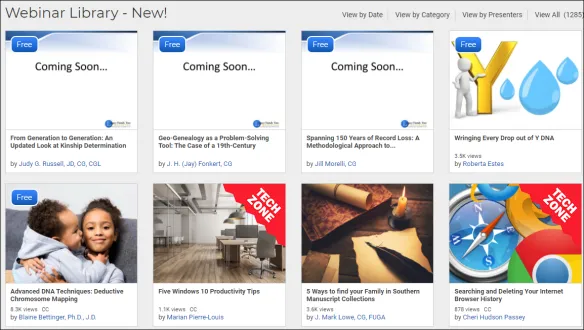 Webinar Library - New!
View by Date
View by Category
View by Presenters
View All (1285)
Free
Coming Soon...
From Generation to Generation: An
Updated Look at Kinship Determination
by Judy G. Russell, JD, CG, CGL
Free
Coming Soon...
Geo-Genealogy as a Problem-Solving
Tool: The Case of a 19th-Century
by J. H. (Jay) Fonkert, CG
Free
Coming Soon...
Spanning 150 Years of Record Loss: A
Methodological Approach to...
by Jill Morelli, CG
Free
Y
Wringing Every Drop out of Y DNA
3.5K views
by Roberta Estes
Free
Advanced DNA Techniques: Deductive
Chromosome Mapping
8.3K views CC
by Blaine Bettinger, Ph.D., J.D.
TECH
ZONE
Five Windows 10 Productivity Tips
1.1K views CC
by Marian Pierre-Louis
5 Ways to find your Family in Southern
Manuscript Collections
3.6K views
by J. Mark Lowe, CG, FUGA
TECH
ZONE
Searching and Deleting Your Internet
Browser History
878 views CC
by Cheri Hudson Passey